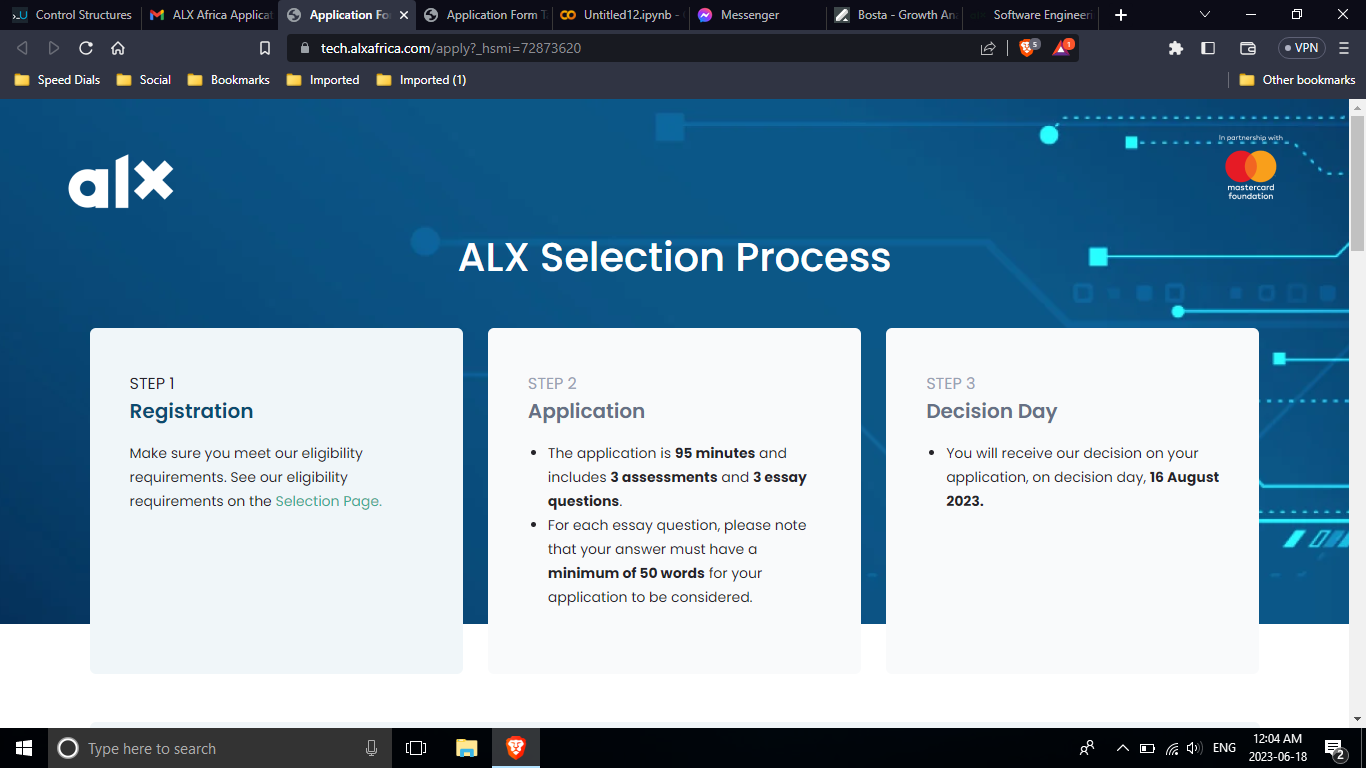 Control Structures
ALX Africa Applicat
Application Fo
Application Form T
Untitled12.ipynb -
Messenger
Bosta - Growth An
Software Engineeri
tech.alxafrica.com/apply?_hsmi=72873620
5
1
VPN
Speed Dials
Social
Bookmarks
Imported
Imported (1)
Other bookmarks
alx
In partnership with
mastercard
foundation
ALX Selection Process
STEP 1
Registration
Make sure you meet our eligibility
requirements. See our eligibility
requirements on the Selection Page.
STEP 2
Application
• The application is 95 minutes and
includes 3 assessments and 3 essay
questions.
• For each essay question, please note
that your answer must have a
minimum of 50 words for your
application to be considered.
STEP 3
Decision Day
• You will receive our decision on your
application, on decision day, 16 August
2023.
Type here to search
ENG
12:04 AM
2023-06-18
2